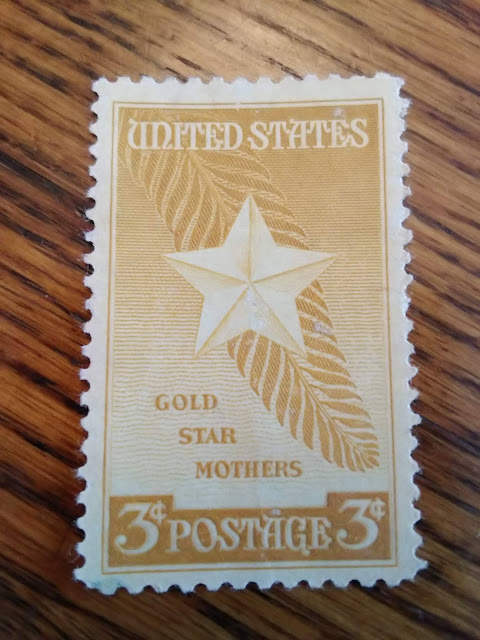 UNITED STATES
GOLD
STAR
MOTHERS
3¢ POSTAGE 3¢